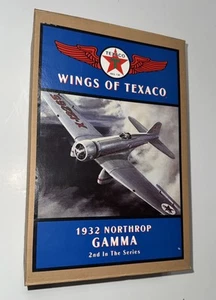 TEXACO
WINGS OF TEXACO
1932 NORTHROP
GAMMA
2nd In The Series